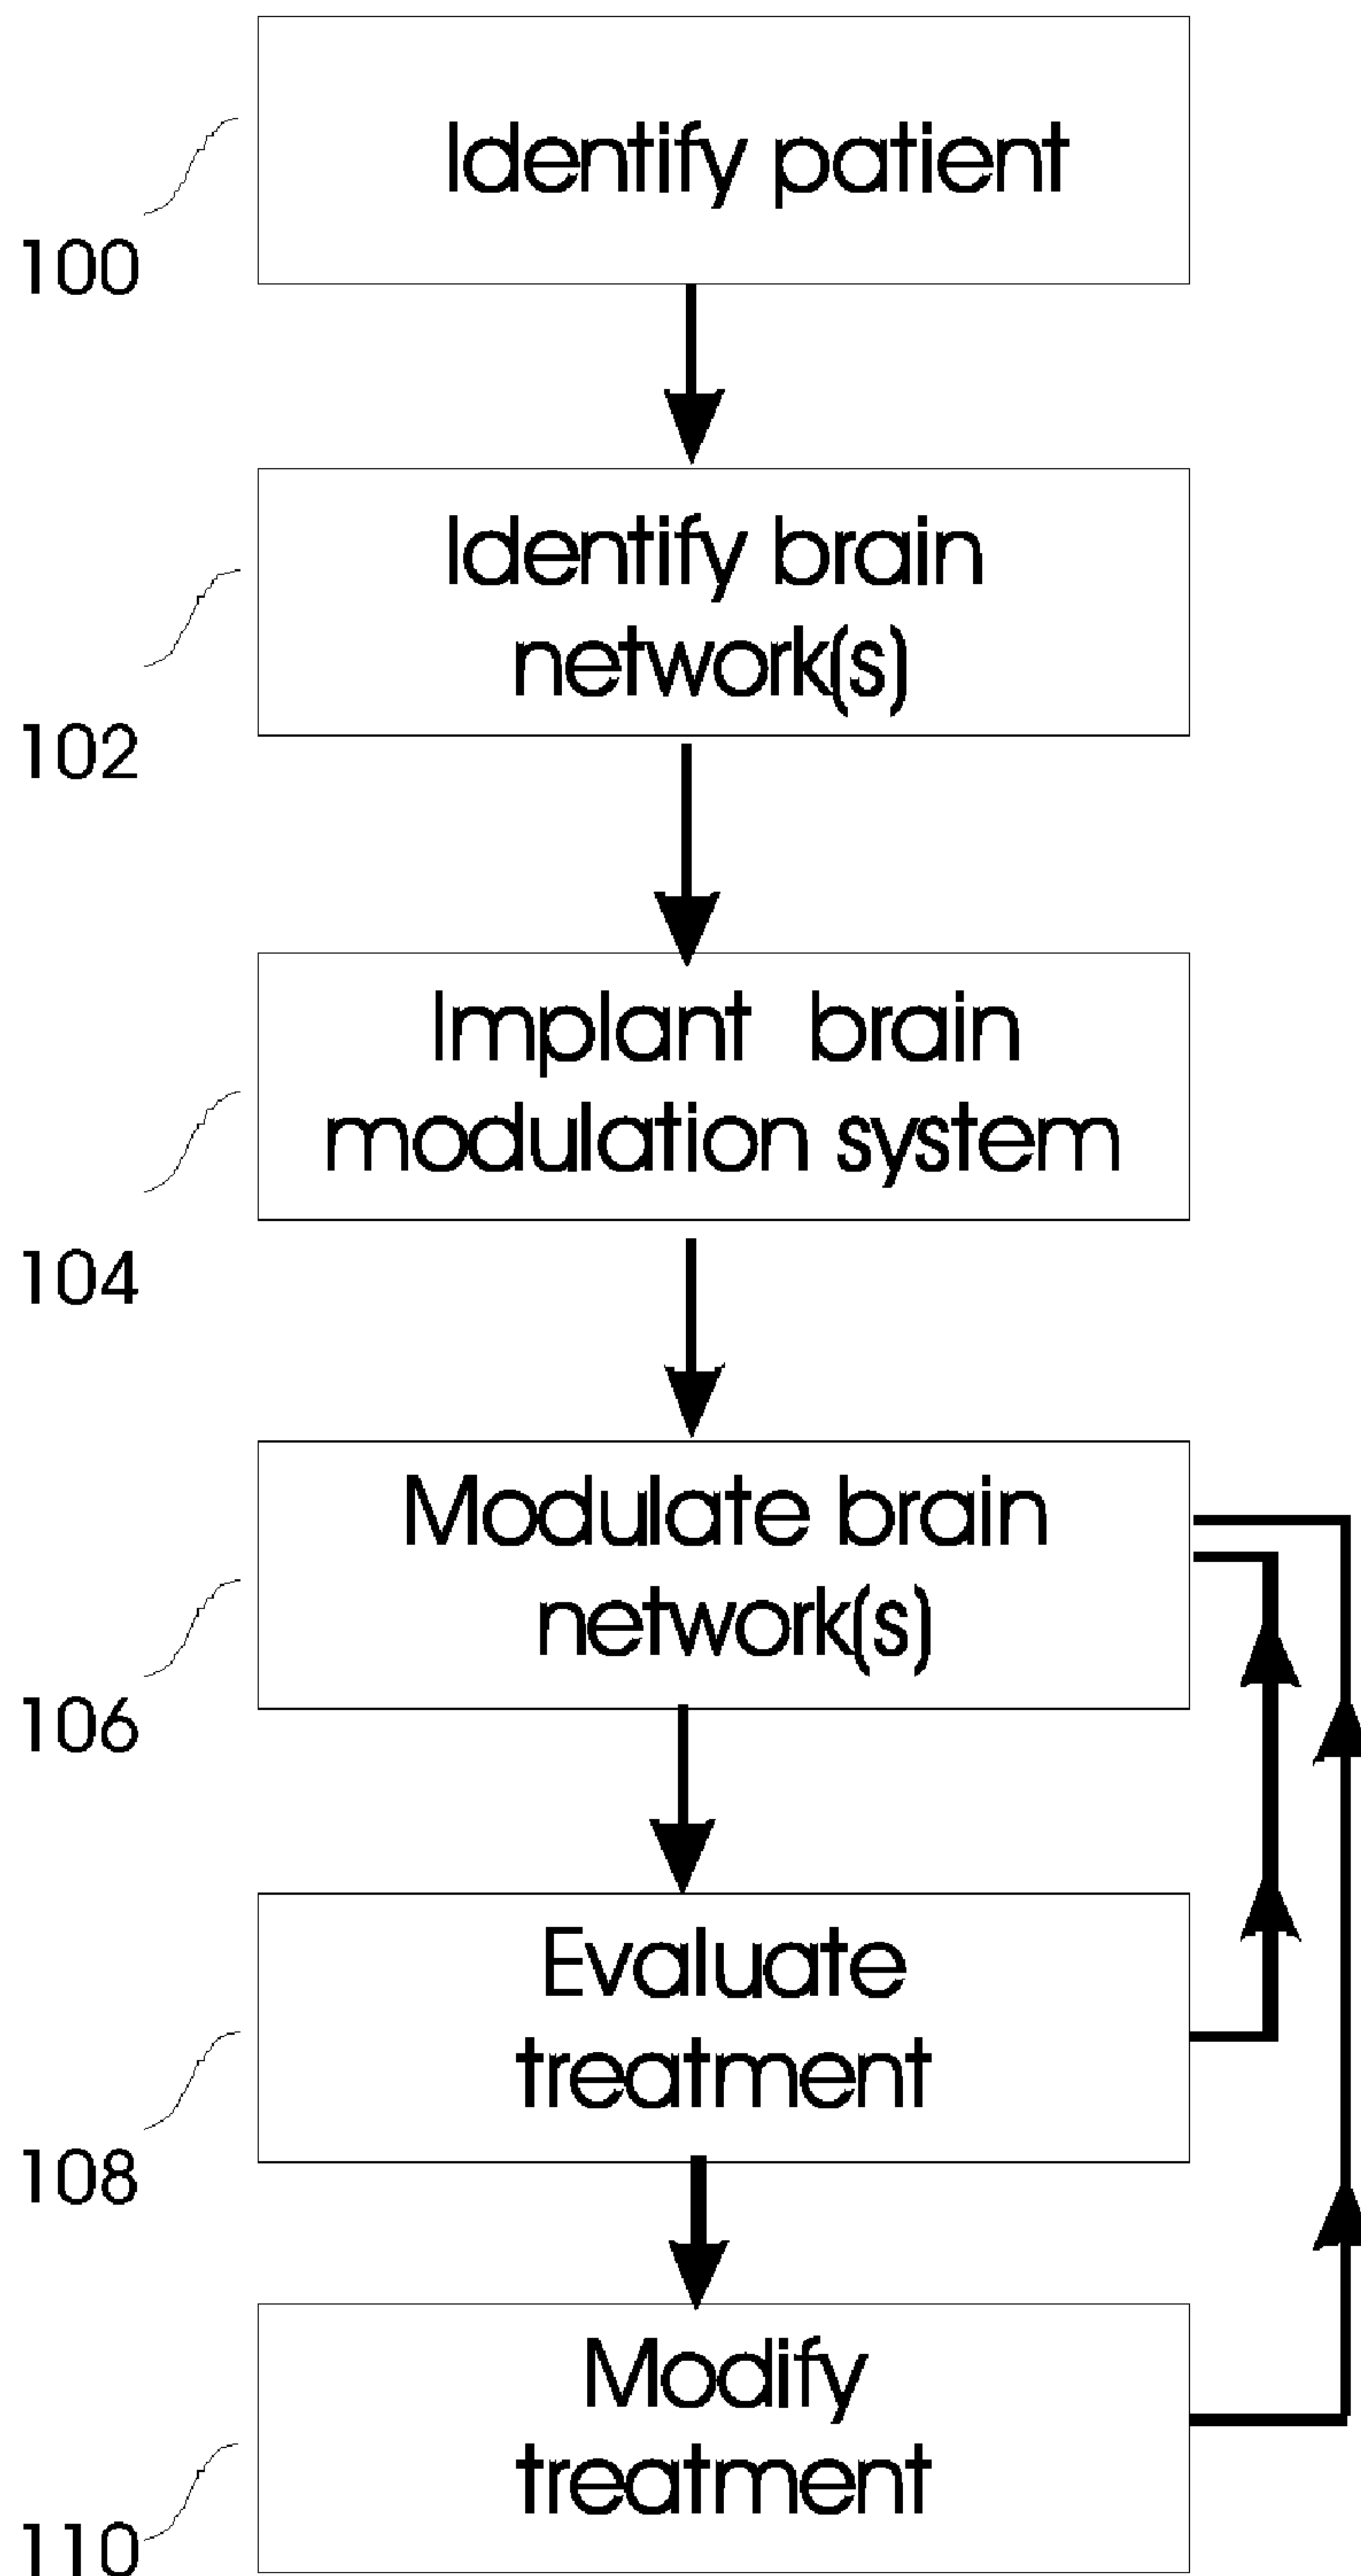 Identify patient
100
Identify brain
network(s)
102
Implant brain
modulation system
104
Modulate brain
network(s)
106
Evaluate
treatment
108
Modify
treatment
110